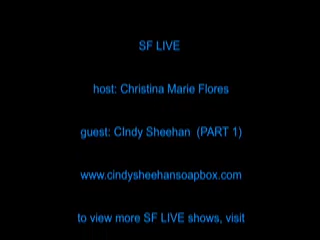 SF LIVE
host: Christina Marie Flores
guest: CIndy Sheehan (PART 1)
www.cindysheehansoapbox.com
to view more SF LIVE shows, visit